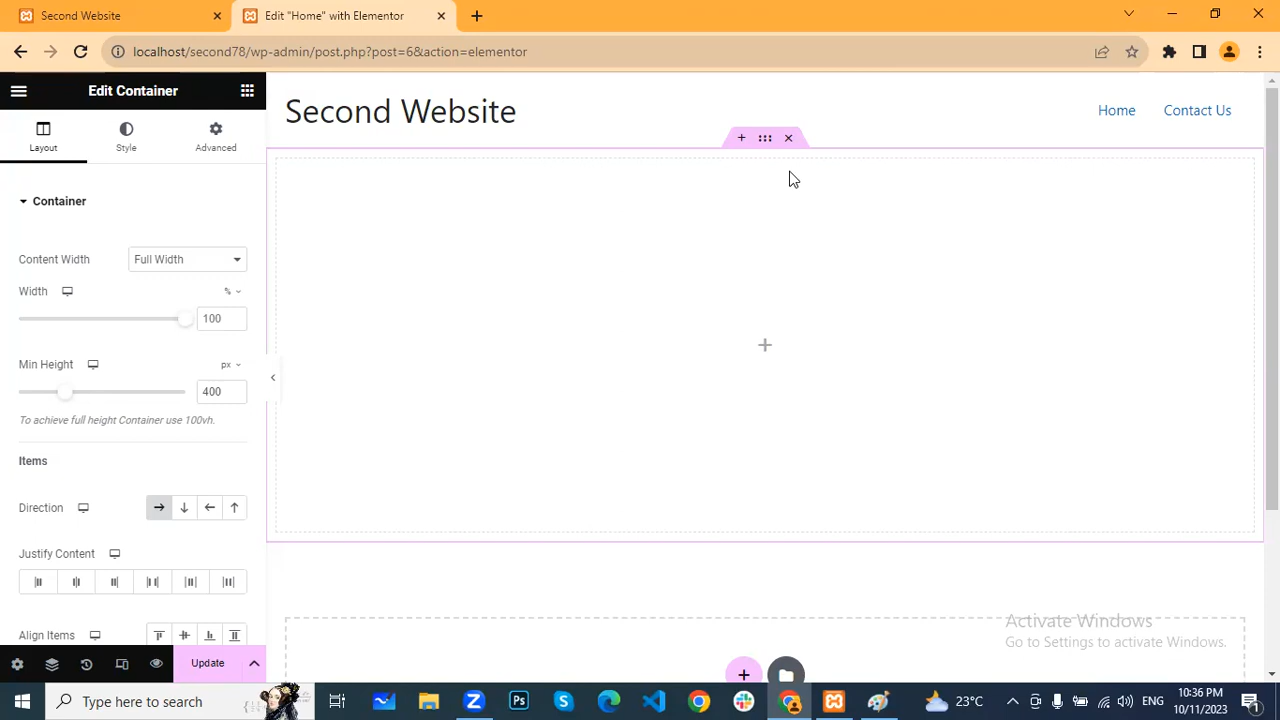 Second Website
Edit "Home" with Elementor
localhost/second78/wp-admin/post.php?post=6&action=elementor
Edit Container
Layout
Style
Advanced
Container
Content Width
Full Width
Width
%
100
Min Height
px
400
To achieve full height Container use 100vh.
Items
Direction
Justify Content
Align Items
Update
Second Website
Home
Contact Us
Activate Windows
Go to Settings to activate Windows.
Type here to search
23°C
ENG
10:36 PM
10/11/2023
1